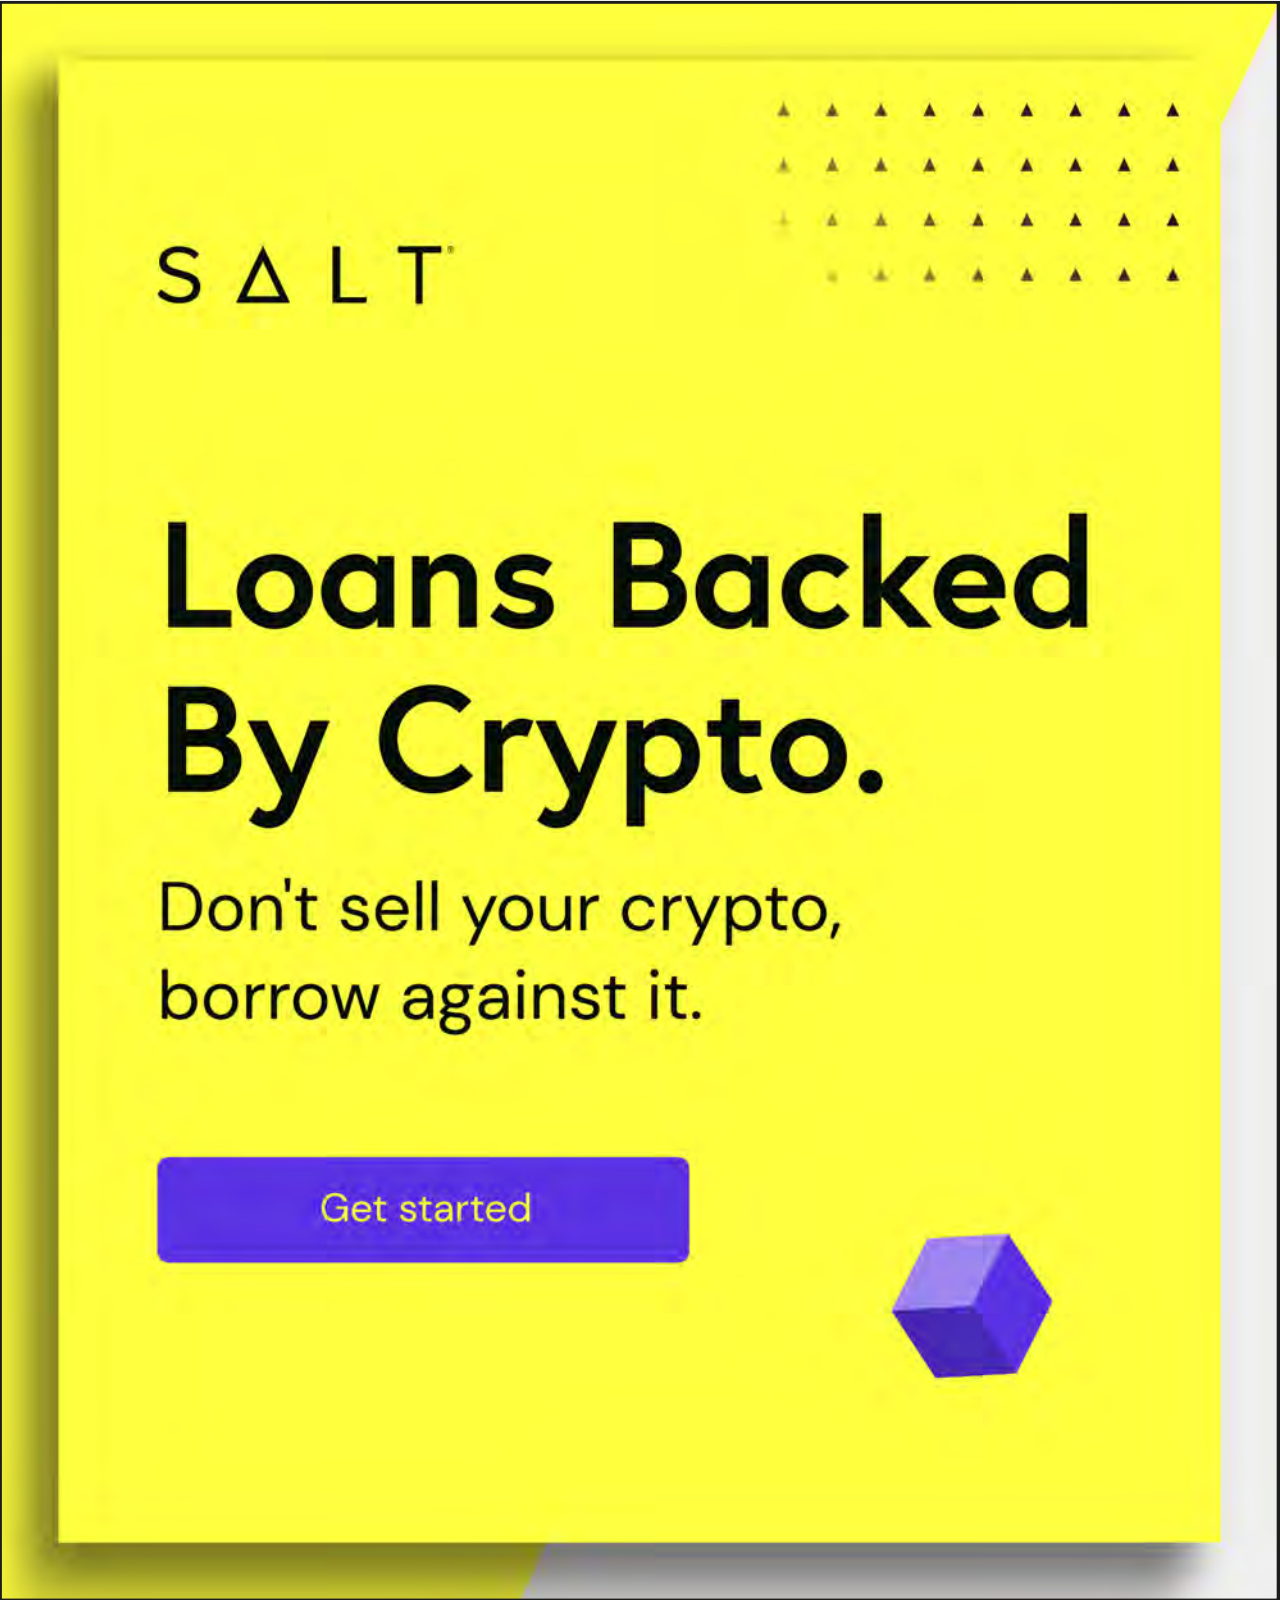 SALT®
Loans Backed
By Crypto.
Don't sell your crypto,
borrow against it.
Get started